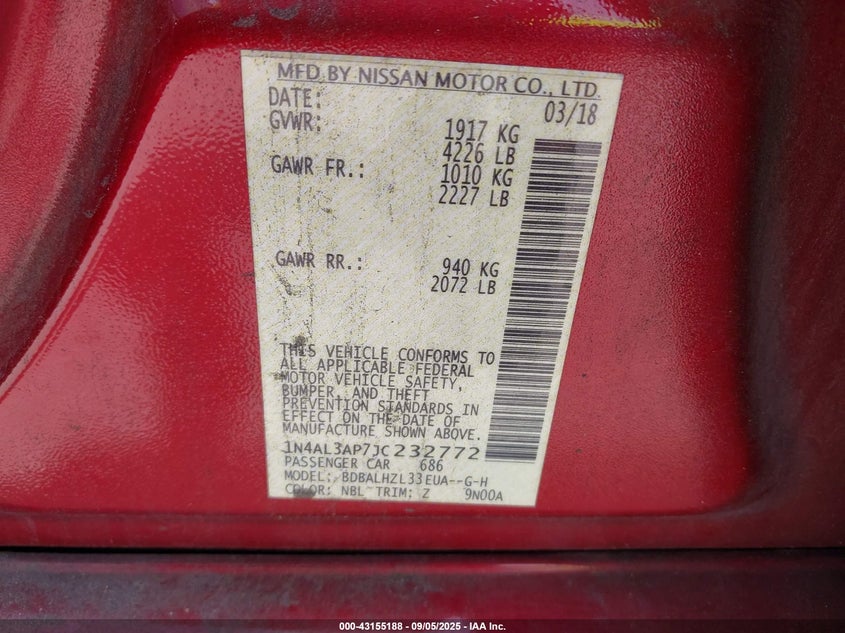 MFD BY NISSAN MOTOR CO., LTD.
DATE: 03/18
GVWR: 1917 KG
4226 LB
GAWR FR.: 1010 KG
2227 LB
GAWR RR.: 940 KG
2072 LB
THIS VEHICLE CONFORMS TO
ALL APPLICABLE FEDERAL
MOTOR VEHICLE SAFETY,
BUMPER, AND THEFT
PREVENTION STANDARDS IN
EFFECT ON THE DATE OF
MANUFACTURE SHOWN ABOVE.
1N4AL3AP7JC232772
PASSENGER CAR 686
MODEL: BDBALHZL33EUA--G-H
COLOR: NBL TRIM: Z 9N00A
000-43155188 - 09/05/2025 - IAA Inc.